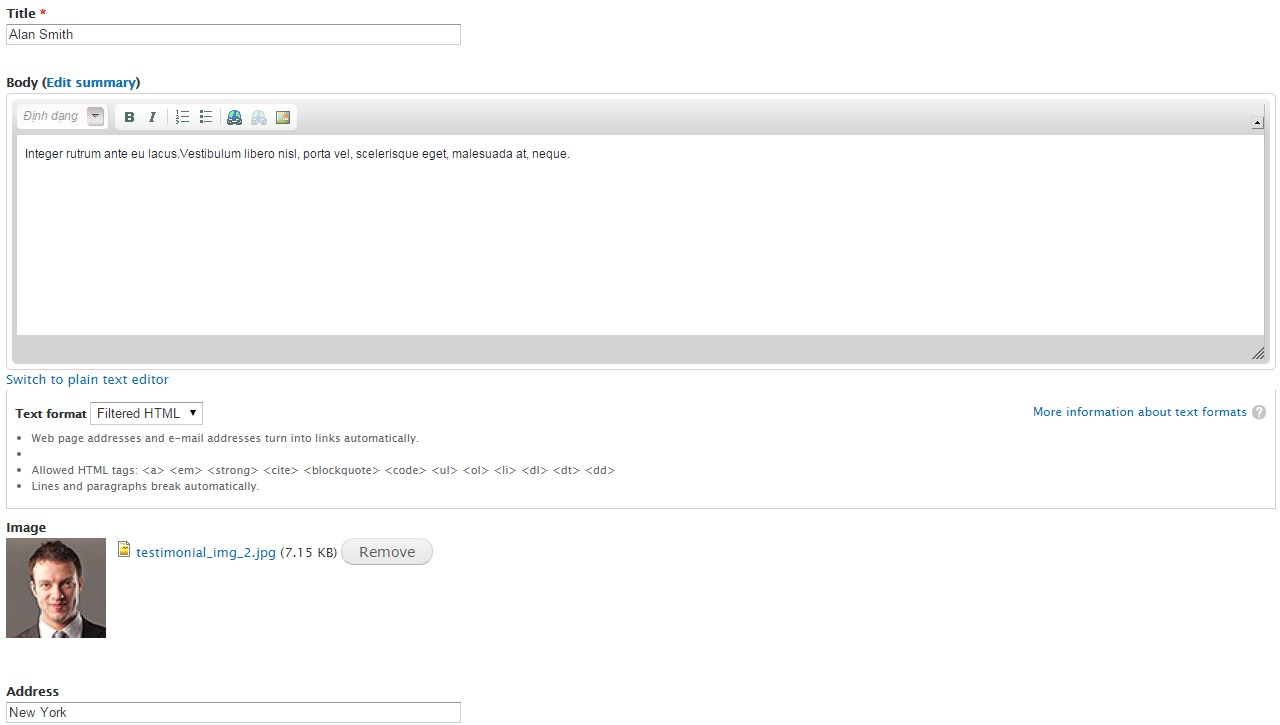 Title *
Alan Smith
Body (Edit summary)
Định dạng
B I
Integer rutrum ante eu lacus.Vestibulum libero nisl, porta vel, scelerisque eget, malesuada at, neque.
Switch to plain text editor
Text format Filtered HTML More information about text formats ?
Web page addresses and e-mail addresses turn into links automatically.
Allowed HTML tags: <a> <em> <strong> <cite> <blockquote> <code> <ul> <ol> <li> <dl> <dt> <dd>
Lines and paragraphs break automatically.
Image
testimonial_img_2.jpg (7.15 KB) Remove
Address
New York